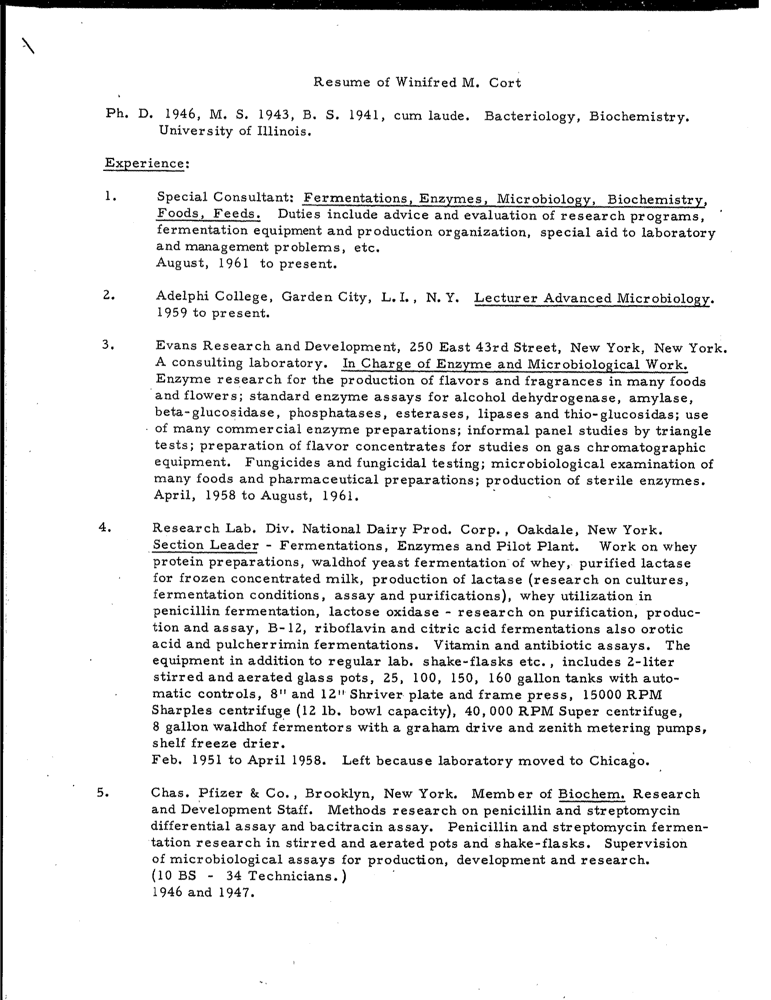 Resume of Winifred M. Cort
Ph. D. 1946, M. S. 1943, B. S. 1941, cum laude. Bacteriology, Biochemistry.
University of Illinois.
Experience:
1. Special Consultant: Fermentations, Enzymes, Microbiology, Biochemistry,
Foods, Feeds. Duties include advice and evaluation of research programs,
fermentation equipment and production organization, special aid to laboratory
and management problems, etc.
August, 1961 to present.
2. Adelphi College, Garden City, L. I., N. Y. Lecturer Advanced Microbiology.
1959 to present.
3. Evans Research and Development, 250 East 43rd Street, New York, New York.
A consulting laboratory. In Charge of Enzyme and Microbiological Work.
Enzyme research for the production of flavors and fragrances in many foods
and flowers; standard enzyme assays for alcohol dehydrogenase, amylase,
beta-glucosidase, phosphatases, esterases, lipases and thio-glucosidas; use
of many commercial enzyme preparations; informal panel studies by triangle
tests; preparation of flavor concentrates for studies on gas chromatographic
equipment. Fungicides and fungicidal testing; microbiological examination of
many foods and pharmaceutical preparations; production of sterile enzymes.
April, 1958 to August, 1961.
4. Research Lab. Div. National Dairy Prod. Corp., Oakdale, New York.
Section Leader - Fermentations, Enzymes and Pilot Plant. Work on whey
protein preparations, waldhof yeast fermentation of whey, purified lactase
for frozen concentrated milk, production of lactase (research on cultures,
fermentation conditions, assay and purifications), whey utilization in
penicillin fermentation, lactose oxidase - research on purification, produc-
tion and assay, B-12, riboflavin and citric acid fermentations also orotic
acid and pulcherrimin fermentations. Vitamin and antibiotic assays. The
equipment in addition to regular lab. shake-flasks etc., includes 2-liter
stirred and aerated glass pots, 25, 100, 150, 160 gallon tanks with auto-
matic controls, 8" and 12" Shriver plate and frame press, 15000 RPM
Sharples centrifuge (12 lb. bowl capacity), 40,000 RPM Super centrifuge,
8 gallon waldhof fermentors with a graham drive and zenith metering pumps,
shelf freeze drier.
Feb. 1951 to April 1958. Left because laboratory moved to Chicago.
5. Chas. Pfizer & Co., Brooklyn, New York. Member of Biochem. Research
and Development Staff. Methods research on penicillin and streptomycin
differential assay and bacitracin assay. Penicillin and streptomycin fermen-
tation research in stirred and aerated pots and shake-flasks. Supervision
of microbiological assays for production, development and research.
(10 BS - 34 Technicians.)
1946 and 1947.